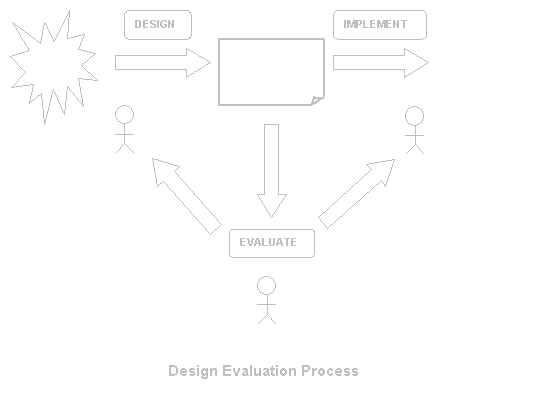 DESIGN
IMPLEMENT
EVALUATE
Design Evaluation Process